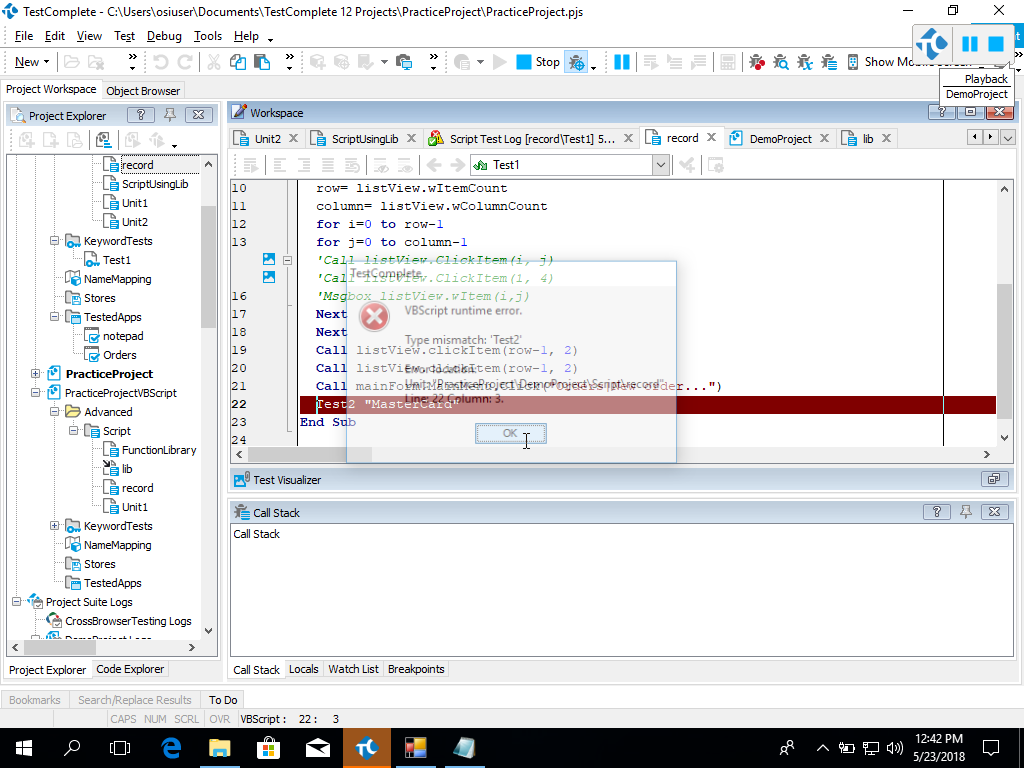 TestComplete - C:\Users\osiuser\Documents\TestComplete 12 Projects\PracticeProject\PracticeProject.pjs
File Edit View Test Debug Tools Help
New Stop Show Mob
Playback
DemoProject
Project Workspace Object Browser
Project Explorer
record
ScriptUsingLib
Unit1
Unit2
KeywordTests
Test1
NameMapping
Stores
TestedApps
notepad
Orders
PracticeProject
PracticeProjectVBScript
Advanced
Script
FunctionLibrary
lib
record
Unit1
KeywordTests
NameMapping
Stores
TestedApps
Project Suite Logs
CrossBrowserTesting Logs
DemoProject Logs
Project Explorer Code Explorer
Workspace
Unit2 ScriptUsingLib Script Test Log [record\Test1] 5... record DemoProject lib
Test1
10 row= listView.wItemCount
11 column= listView.wColumnCount
12 for i=0 to row-1
13 for j=0 to column-1
'Call listView.ClickItem(i, j)
'Call listView.ClickItem(1, 4)
16 'Msgbox listView.wItem(i,j)
17 Next
18 Next
19 Call listView.clickItem(row-1, 2)
20 Call listView.clickItem(row-1, 2)
21 Call mainForm.MainMenu.Click("Orders|New order...")
22 Test2 "MasterCard"
23 End Sub
24
TestComplete
VBScript runtime error.
Type mismatch: 'Test2'
Error location:
Unit: "PracticeProject\DemoProject\Script\record"
Line: 22 Column: 3.
OK
Test Visualizer
Call Stack
Call Stack
Call Stack Locals Watch List Breakpoints
Bookmarks Search/Replace Results To Do
CAPS NUM SCRL OVR VBScript : 22 : 3
12:42 PM
5/23/2018